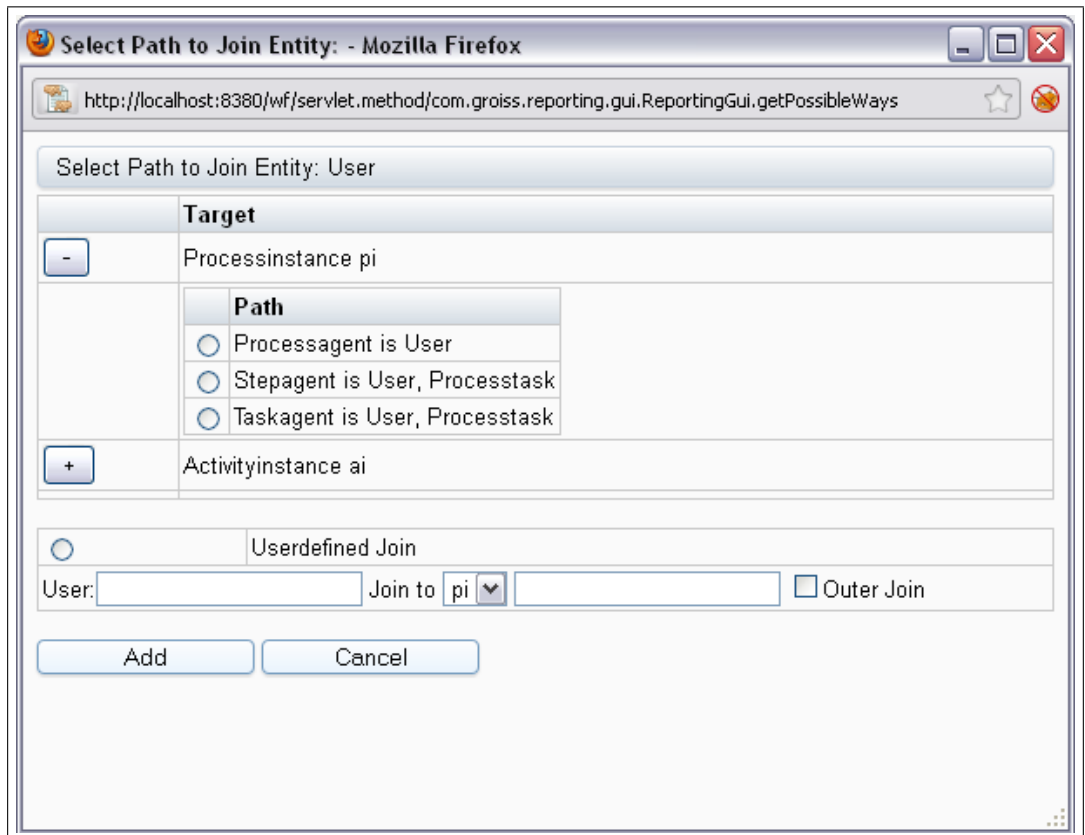 Select Path to Join Entity: - Mozilla Firefox
http://localhost:8380/wf/servlet.method/com.groiss.reporting.gui.ReportingGui.getPossibleWays
Select Path to Join Entity: User
Target
- Processinstance pi
Path
Processagent is User
Stepagent is User, Processtask
Taskagent is User, Processtask
+ Activityinstance ai
Userdefined Join
User: Join to pi Outer Join
Add Cancel